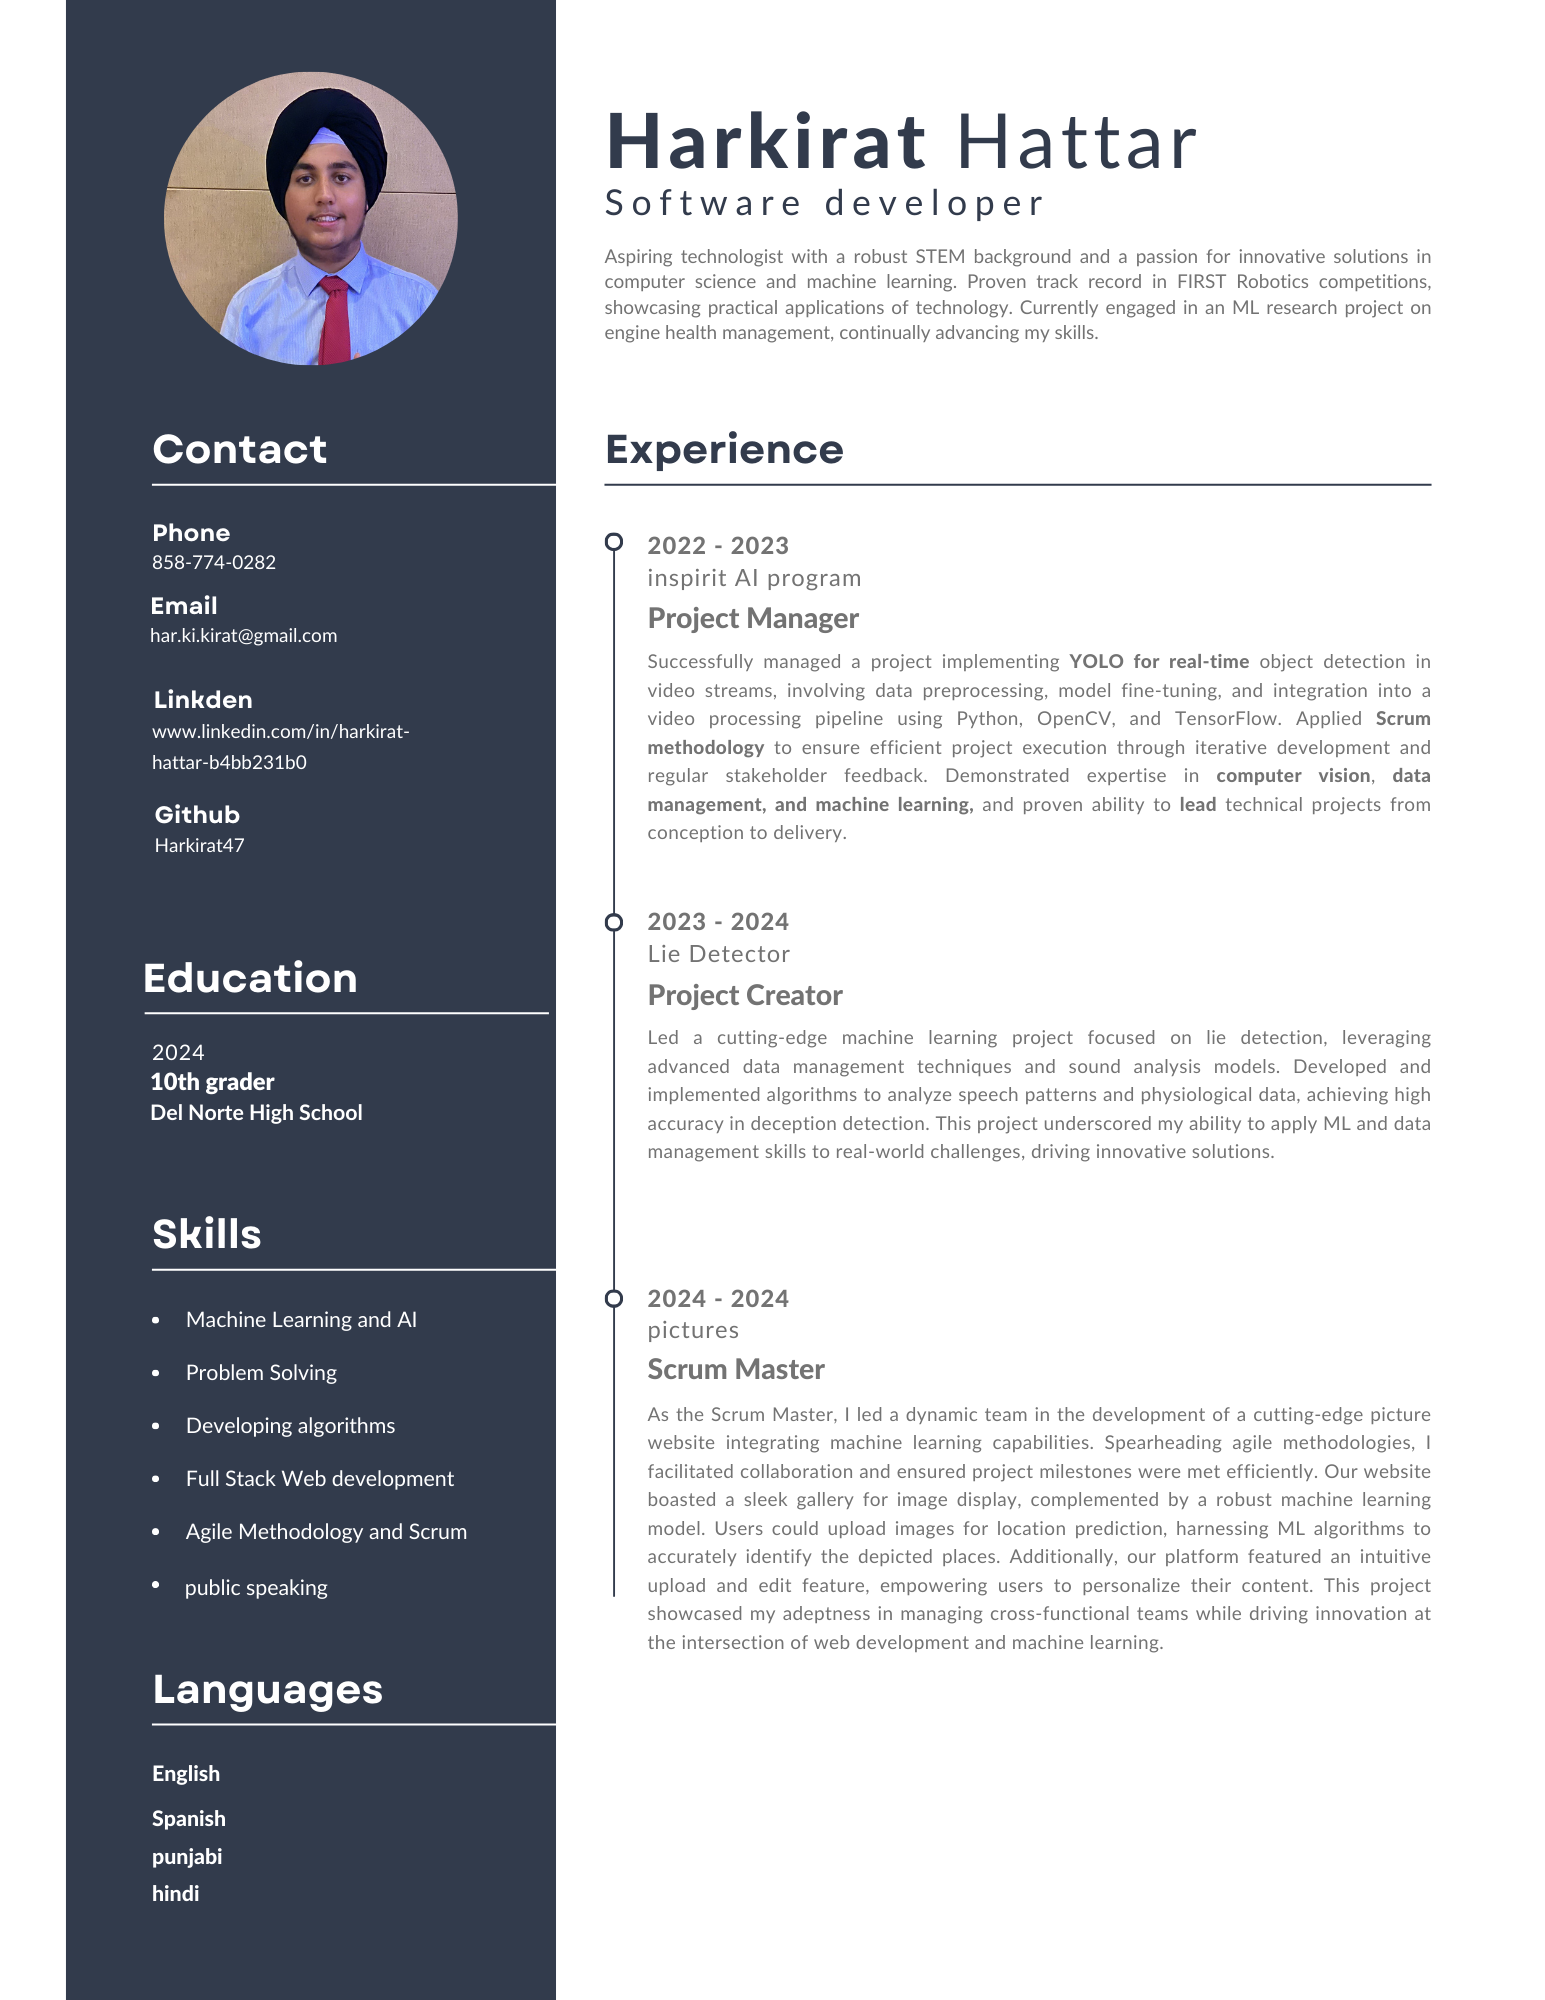 Harkirat Hattar
Software developer
Aspiring technologist with a robust STEM background and a passion for innovative solutions in
computer science and machine learning. Proven track record in FIRST Robotics competitions,
showcasing practical applications of technology. Currently engaged in an ML research project on
engine health management, continually advancing my skills.
Contact
Phone
858-774-0282
Email
har.ki.kirat@gmail.com
Linkden
www.linkedin.com/in/harkirat-
hattar-b4bb231b0
Github
Harkirat47
Education
2024
10th grader
Del Norte High School
Skills
• Machine Learning and AI
• Problem Solving
• Developing algorithms
• Full Stack Web development
• Agile Methodology and Scrum
• public speaking
Languages
English
Spanish
punjabi
hindi
Experience
2022 - 2023
inspirit AI program
Project Manager
Successfully managed a project implementing YOLO for real-time object detection in
video streams, involving data preprocessing, model fine-tuning, and integration into a
video processing pipeline using Python, OpenCV, and TensorFlow. Applied Scrum
methodology to ensure efficient project execution through iterative development and
regular stakeholder feedback. Demonstrated expertise in computer vision, data
management, and machine learning, and proven ability to lead technical projects from
conception to delivery.
2023 - 2024
Lie Detector
Project Creator
Led a cutting-edge machine learning project focused on lie detection, leveraging
advanced data management techniques and sound analysis models. Developed and
implemented algorithms to analyze speech patterns and physiological data, achieving high
accuracy in deception detection. This project underscored my ability to apply ML and data
management skills to real-world challenges, driving innovative solutions.
2024 - 2024
pictures
Scrum Master
As the Scrum Master, I led a dynamic team in the development of a cutting-edge picture
website integrating machine learning capabilities. Spearheading agile methodologies, I
facilitated collaboration and ensured project milestones were met efficiently. Our website
boasted a sleek gallery for image display, complemented by a robust machine learning
model. Users could upload images for location prediction, harnessing ML algorithms to
accurately identify the depicted places. Additionally, our platform featured an intuitive
upload and edit feature, empowering users to personalize their content. This project
showcased my adeptness in managing cross-functional teams while driving innovation at
the intersection of web development and machine learning.